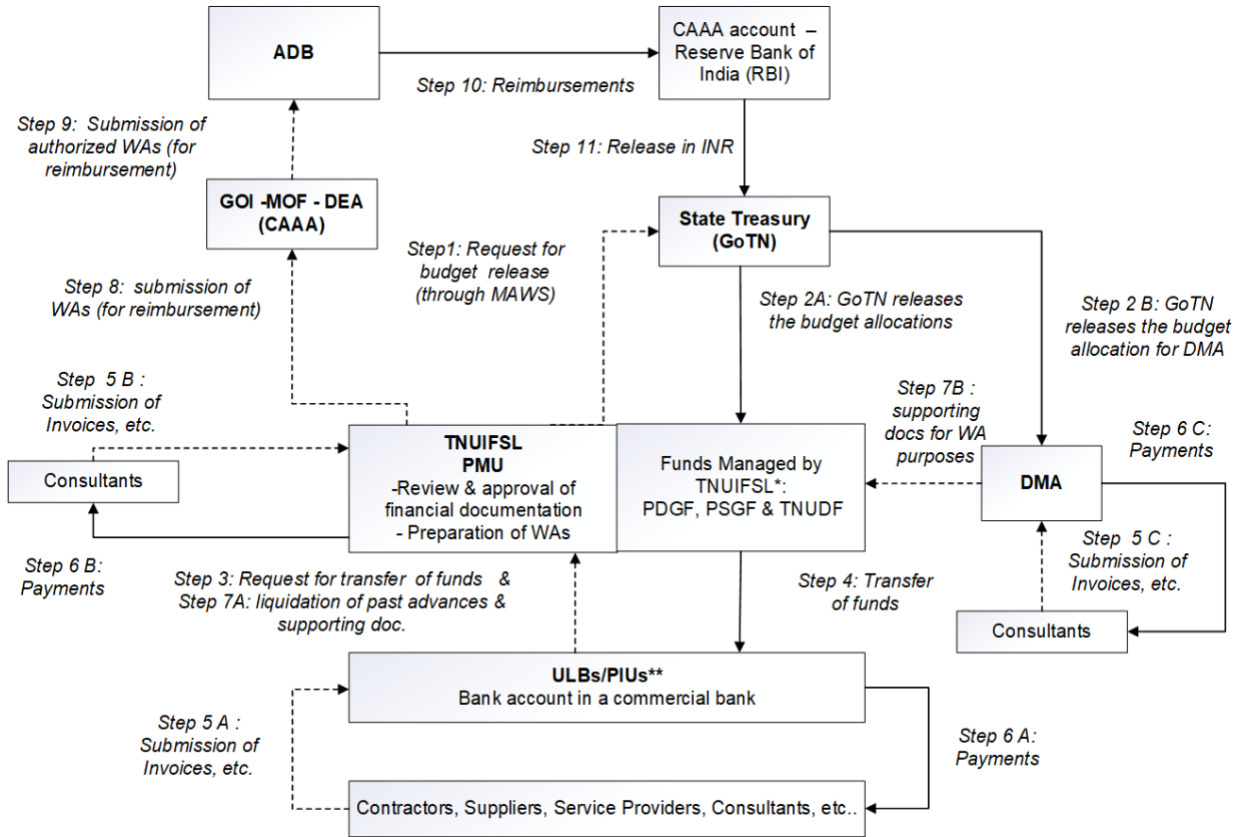 ADB
CAAA account –
Reserve Bank of
India (RBI)
Step 10: Reimbursements
Step 9:  Submission of
authorized WAs (for
reimbursement)
Step 11: Release in INR
GOI -MOF - DEA
(CAAA)
State Treasury
(GoTN)
Step1: Request for
budget release
(through MAWS)
Step 8: submission of
WAs (for reimbursement)
Step 2A: GoTN releases
the budget allocations
Step 2 B: GoTN
releases the budget
allocation for DMA
Step 5 B :
Submission of
Invoices, etc.
Step 7B :
supporting
docs for WA
purposes
Step 6 C:
Payments
Consultants
TNUIFSL
PMU
-Review & approval of
financial documentation
- Preparation of WAs
Funds Managed by
TNUIFSL*:
PDGF, PSGF & TNUDF
DMA
Step 6 B:
Payments
Step 3: Request for transfer of funds &
Step 7A: liquidation of past advances &
supporting doc.
Step 4: Transfer
of funds
Step 5 C :
Submission of
Invoices, etc.
Consultants
ULBs/PIUs**
Bank account in a commercial bank
Step 5 A :
Submission of
Invoices, etc.
Step 6 A:
Payments
Contractors, Suppliers, Service Providers, Consultants, etc..